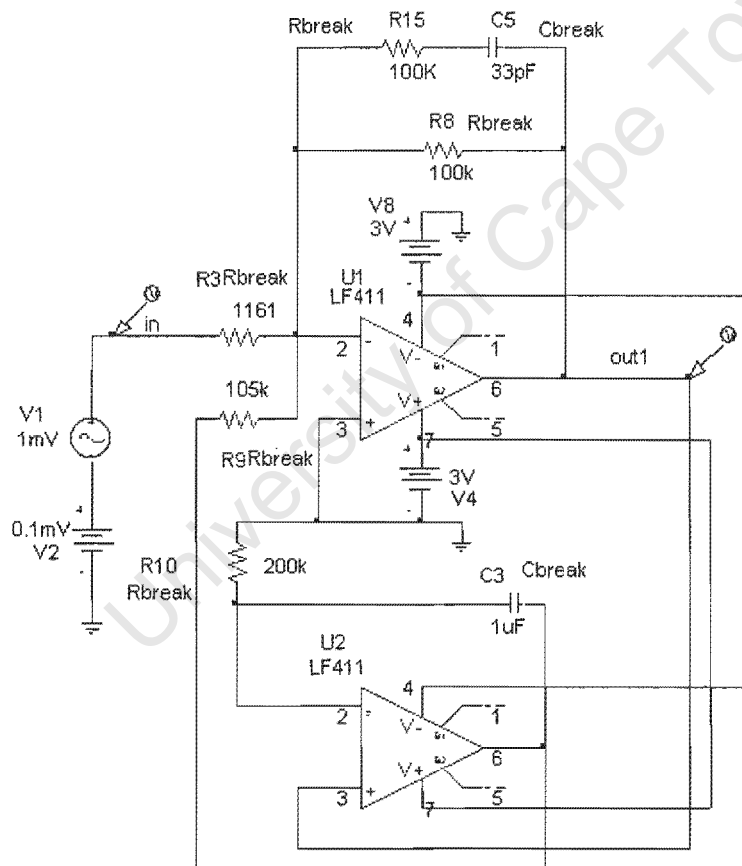 Rbreak R15 C5 Cbreak
100K 33pF
R8 Rbreak
100k
V8
3V
R3Rbreak
1161
U1
LF411
in
4
2 - V- 1
out1
6
105k
V1
1mV
3 + V+ 5
7
R9Rbreak
3V
V4
0.1mV
V2
R10
Rbreak
200k
C3 Cbreak
1uF
U2
LF411
4
2 - V- 1
6
3 + V+ 5
7
University of Cape Tow